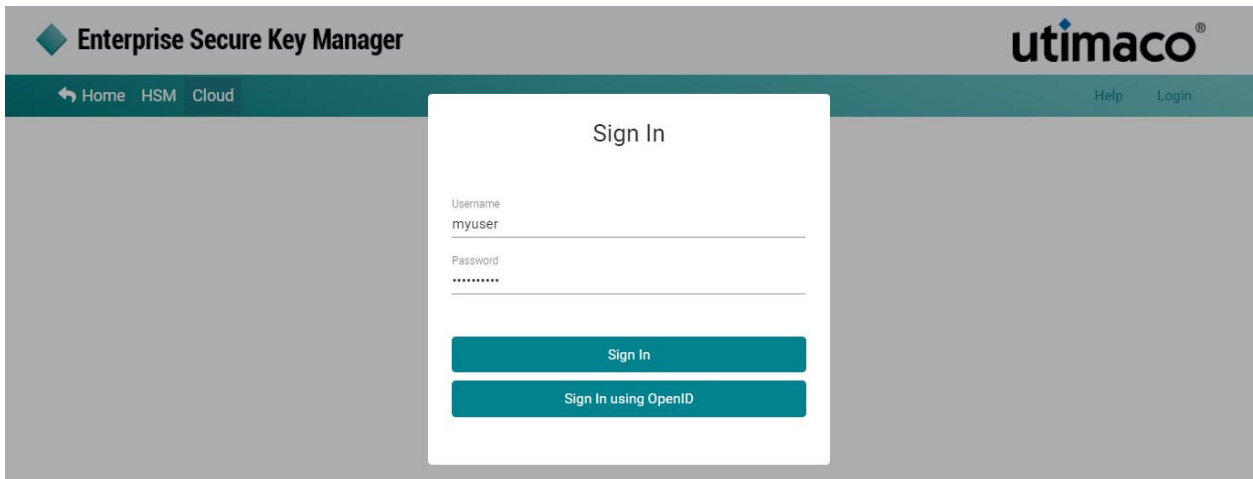 Enterprise Secure Key Manager
utimaco®
Home HSM Cloud
Help Login
Sign In
Username
myuser
Password
••••••••••
Sign In
Sign In using OpenID